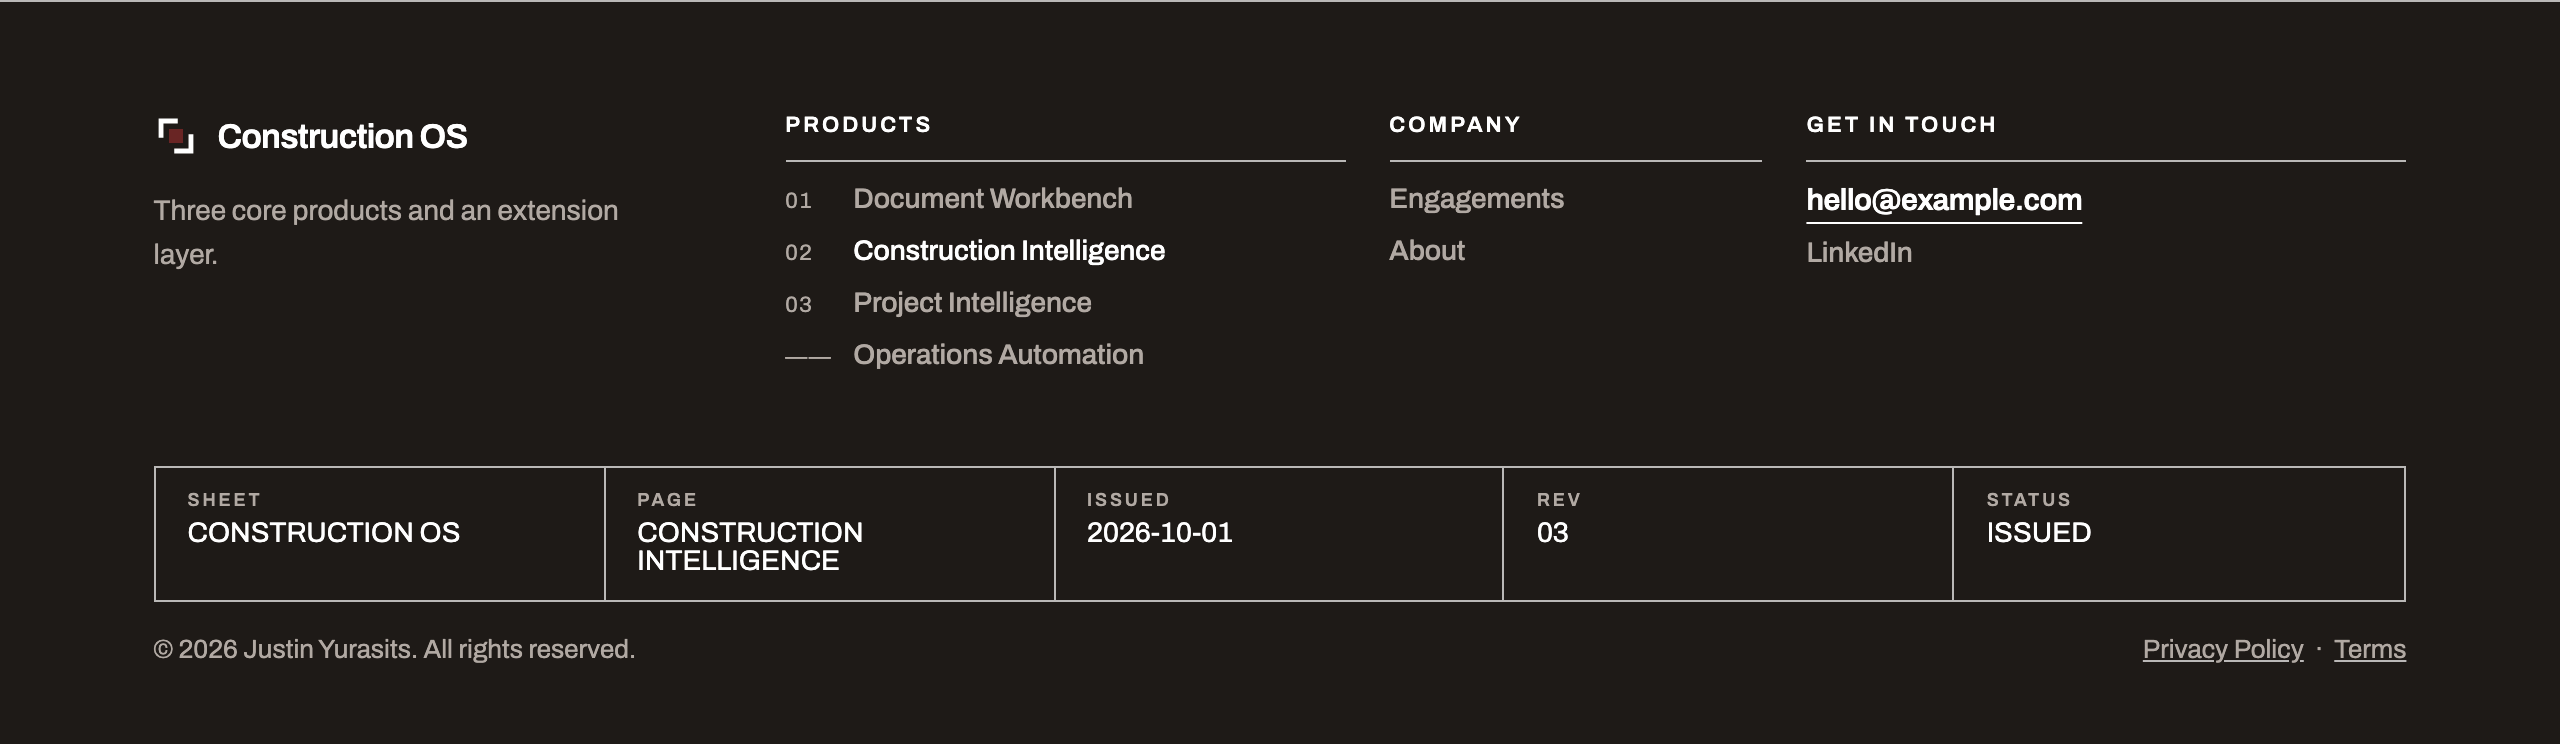 Construction OS
Three core products and an extension
layer.
PRODUCTS
01 Document Workbench
02 Construction Intelligence
03 Project Intelligence
—— Operations Automation
COMPANY
Engagements
About
GET IN TOUCH
hello@example.com
LinkedIn
SHEET
CONSTRUCTION OS
PAGE
CONSTRUCTION
INTELLIGENCE
ISSUED
2026-10-01
REV
03
STATUS
ISSUED
© 2026 Justin Yurasits. All rights reserved.
Privacy Policy · Terms